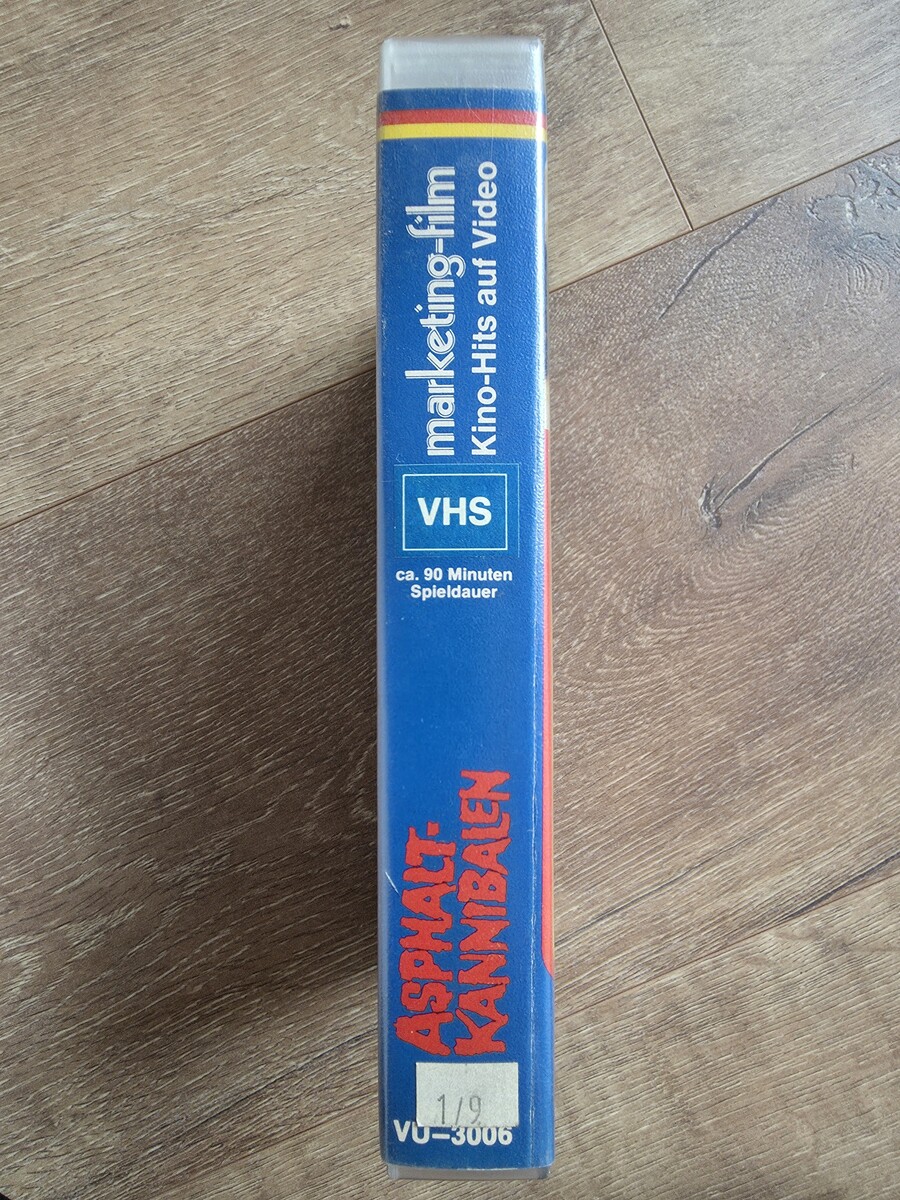 marketing-film
Kino-Hits auf Video
VHS
ca. 90 Minuten
Spieldauer
ASPHALT-
KANNIBALEN
1/9
VU-3006